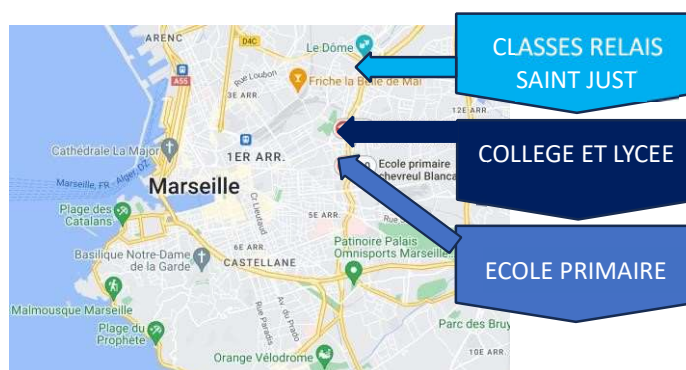 ARENC
D4C
Le Dôme
A55
Rue Loubon
Friche la Belle de Mai
3E ARR.
12E ARR.
Cathédrale La Major
1ER ARR.
Ecole primaire
chevreul Blanca
Marseille, FR - Alger, DZ
Marseille
Plage des
Catalans
Cr Lieutaud
5E ARR
Rue S
6E ARR.
Basilique Notre-Dame
de la Garde
CASTELLANE
Patinoire Palais
Omnisports Marseille...
Malmousque Marseille
Rue Paradis
Av. du Prado
Plage du
Prophète
Parc des Bruy
Orange Vélodrome
10E ARR.
CLASSES RELAIS
SAINT JUST
COLLEGE ET LYCEE
ECOLE PRIMAIRE